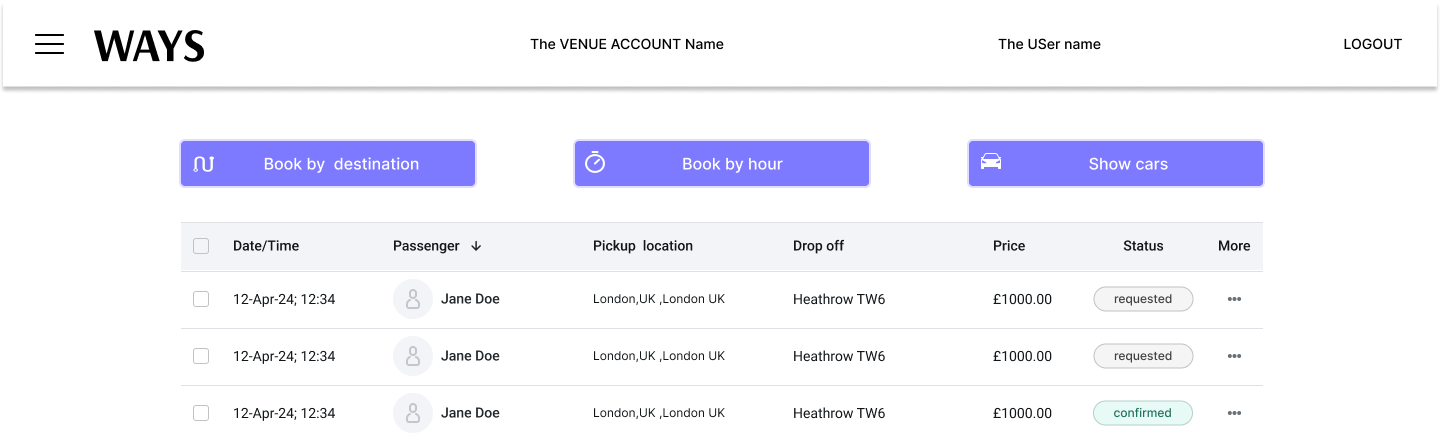 WAYS The VENUE ACCOUNT Name The USer name LOGOUT
Book by destination Book by hour Show cars
Date/Time Passenger ↓ Pickup location Drop off Price Status More
12-Apr-24; 12:34 Jane Doe London,UK ,London UK Heathrow TW6 £1000.00 requested •••
12-Apr-24; 12:34 Jane Doe London,UK ,London UK Heathrow TW6 £1000.00 requested •••
12-Apr-24; 12:34 Jane Doe London,UK ,London UK Heathrow TW6 £1000.00 confirmed •••